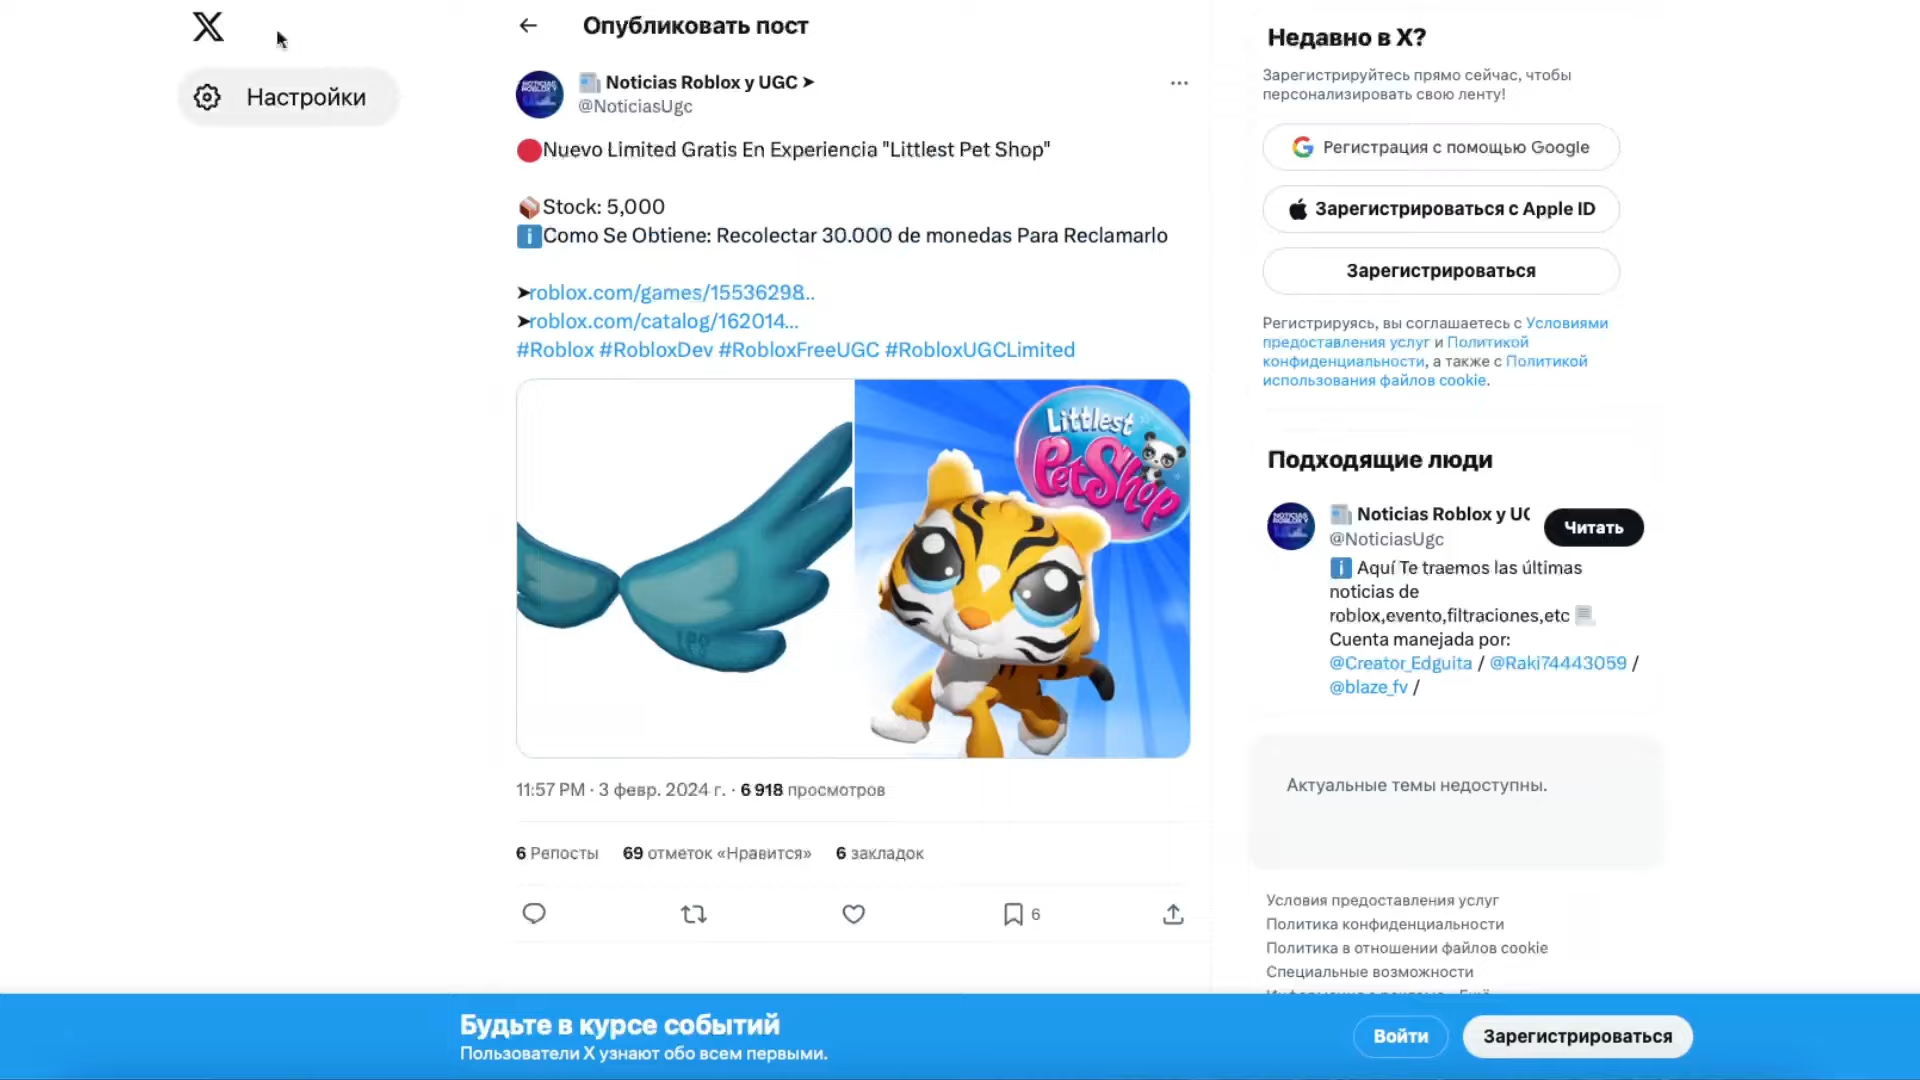 Настройки
Опубликовать пост
Noticias Roblox y UGC ➤
@NoticiasUgc
Nuevo Limited Gratis En Experiencia "Littlest Pet Shop"
Stock: 5,000
Como Se Obtiene: Recolectar 30.000 de monedas Para Reclamarlo
➤roblox.com/games/15536298…
➤roblox.com/catalog/162014…
#Roblox #RobloxDev #RobloxFreeUGC #RobloxUGCLimited
Littlest
Pet Shop
11:57 PM · 3 февр. 2024 г. · 6 918 просмотров
6 Репосты 69 отметок «Нравится» 6 закладок
6
Недавно в X?
Зарегистрируйтесь прямо сейчас, чтобы
персонализировать свою ленту!
Регистрация с помощью Google
Зарегистрироваться с Apple ID
Зарегистрироваться
Регистрируясь, вы соглашаетесь с Условиями
предоставления услуг и Политикой
конфиденциальности, а также с Политикой
использования файлов cookie.
Подходящие люди
Noticias Roblox y UG
Читать
@NoticiasUgc
Aquí Te traemos las últimas
noticias de
roblox,evento,filtraciones,etc
Cuenta manejada por:
@Creator_Edguita / @Raki74443059 /
@blaze_fv /
Актуальные темы недоступны.
Условия предоставления услуг
Политика конфиденциальности
Политика в отношении файлов cookie
Специальные возможности
Будьте в курсе событий
Пользователи X узнают обо всем первыми.
Войти
Зарегистрироваться